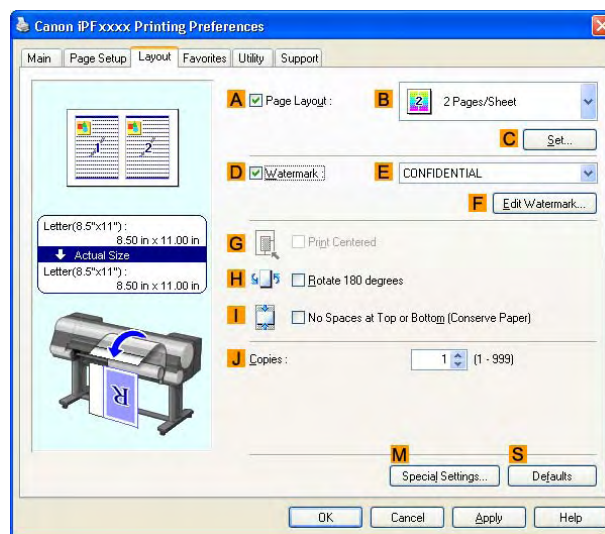 Canon iPFxxxx Printing Preferences
Main Page Setup Layout Favorites Utility Support
A Page Layout : B 2 2 Pages/Sheet
1 2
C Set...
D Watermark : E CONFIDENTIAL
F Edit Watermark...
Letter(8.5"x11") :
8.50 in x 11.00 in
Actual Size
Letter(8.5"x11") :
8.50 in x 11.00 in
G Print Centered
H Rotate 180 degrees
I No Spaces at Top or Bottom (Conserve Paper)
J Copies : 1 (1 - 999)
R
M S
Special Settings... Defaults
OK Cancel Apply Help